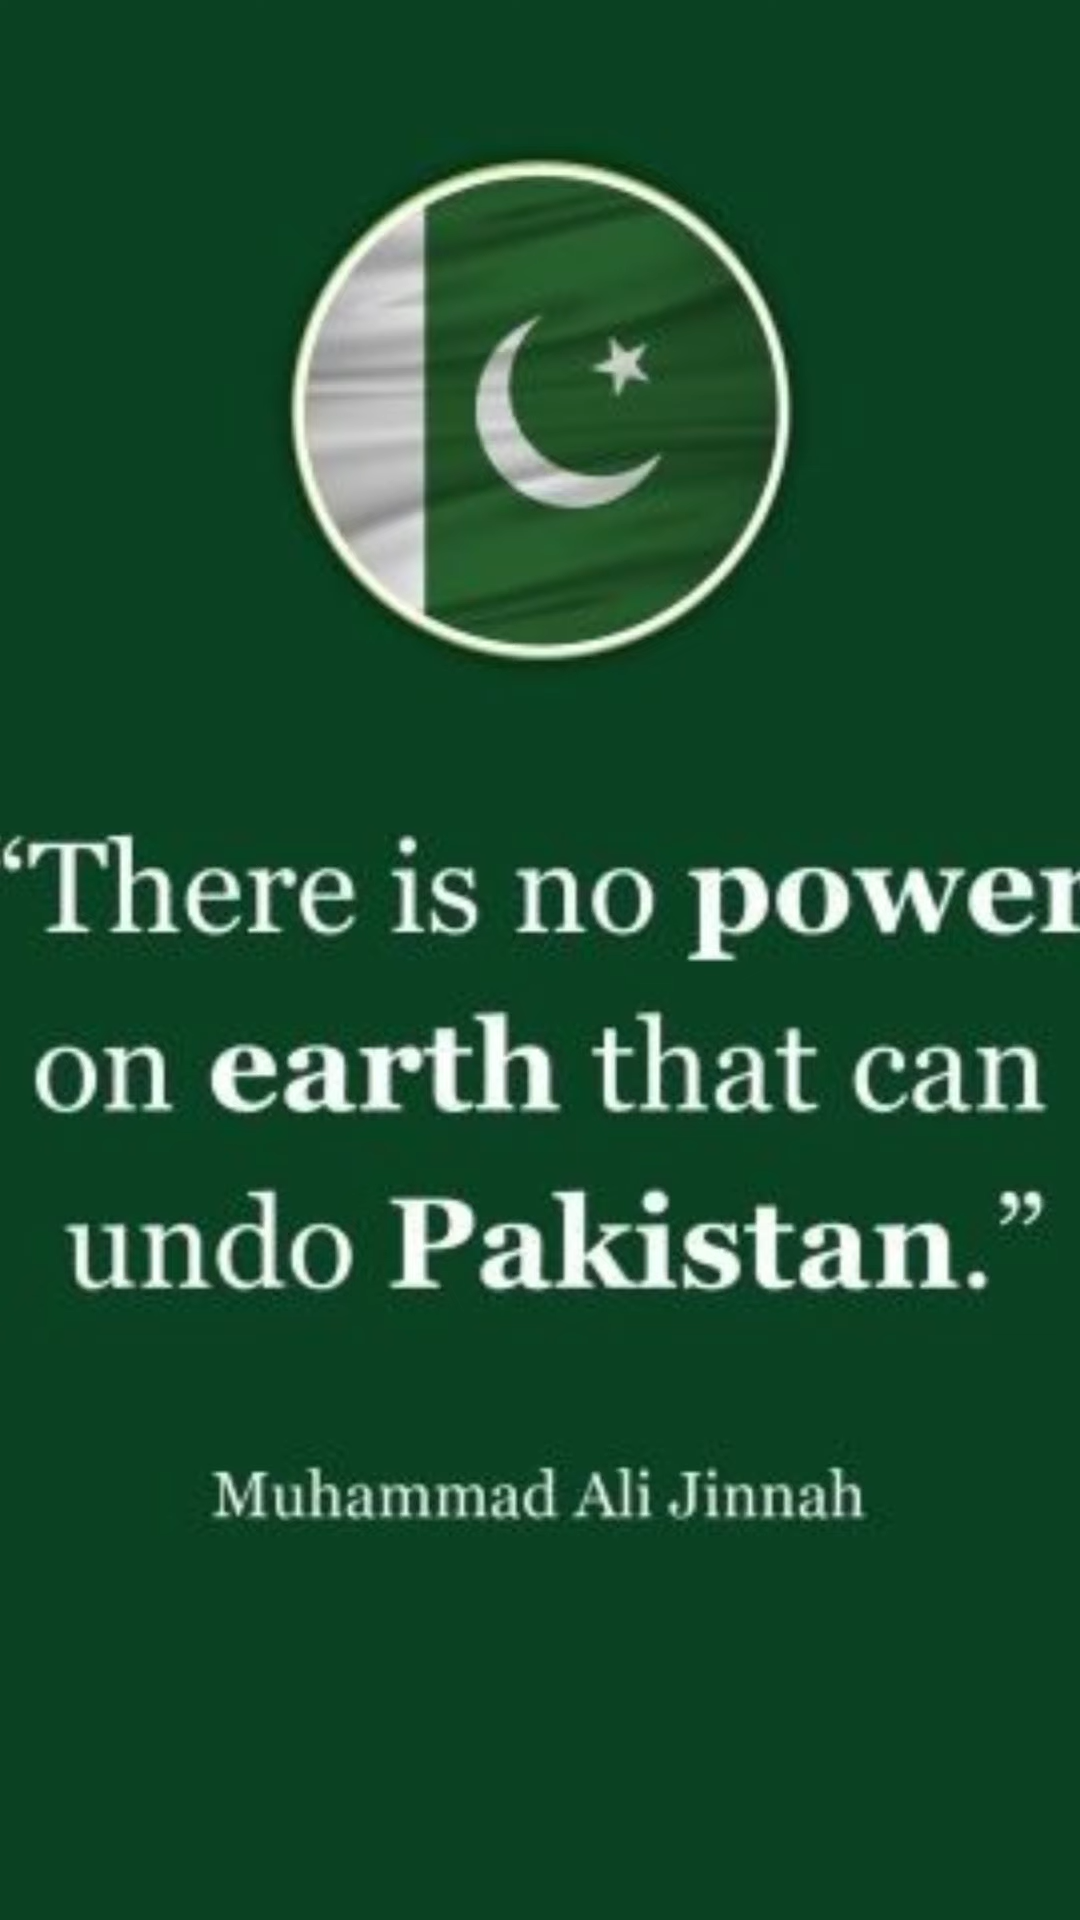 “There is no power
on earth that can
undo Pakistan.”
Muhammad Ali Jinnah